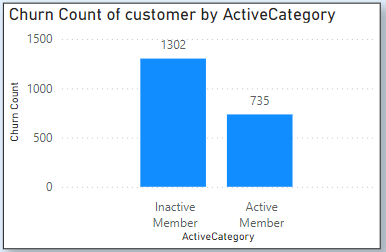 Churn Count of customer by ActiveCategory
1500
1000
500
0
Churn Count
1302
735
Inactive
Member
Active
Member
ActiveCategory